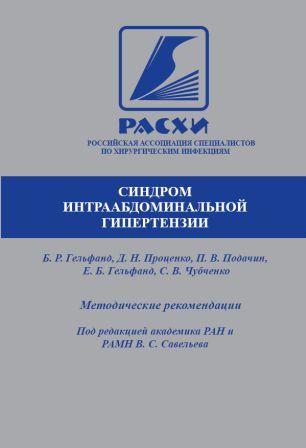 РАСХИ
РОССИЙСКАЯ АССОЦИАЦИЯ СПЕЦИАЛИСТОВ
ПО ХИРУРГИЧЕСКИМ ИНФЕКЦИЯМ
СИНДРОМ
ИНТРААБДОМИНАЛЬНОЙ
ГИПЕРТЕНЗИИ
Б. Р. Гельфанд, Д. Н. Проценко, П. В. Подачин,
Е. Б. Гельфанд, С. В. Чубченко
Методические рекомендации
Под редакцией академика РАН и
РАМН В. С. Савельева